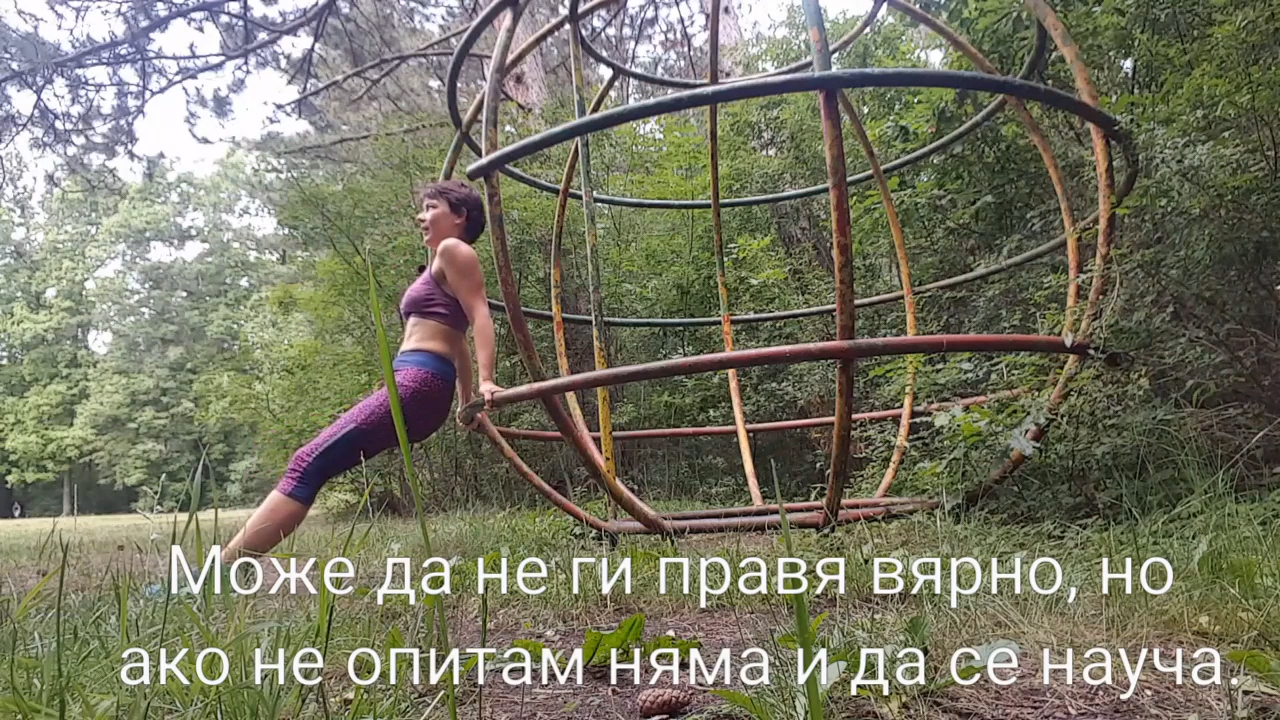 Може да не ги правя вярно, но
ако не опитам няма и да се науча.